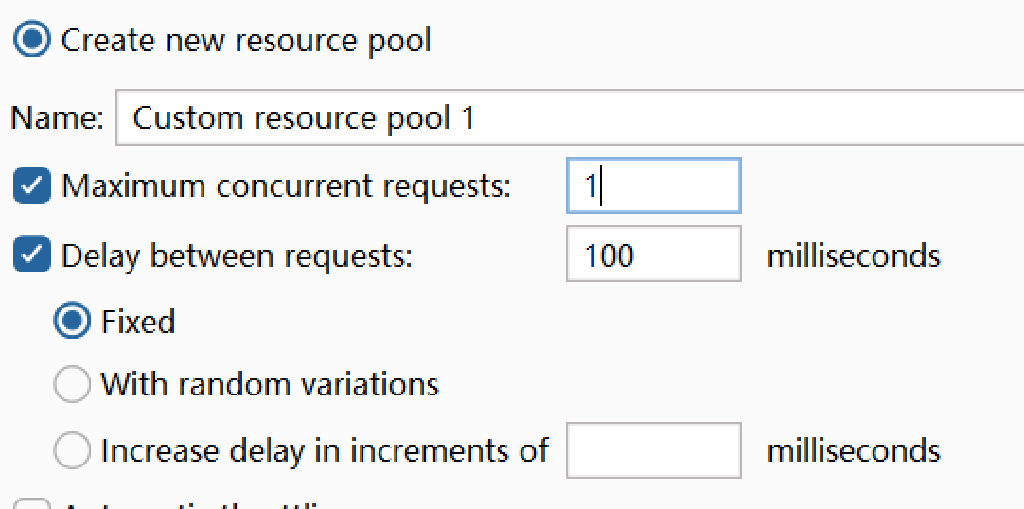 Create new resource pool
Name: Custom resource pool 1
Maximum concurrent requests: 1
Delay between requests: 100 milliseconds
Fixed
With random variations
Increase delay in increments of milliseconds